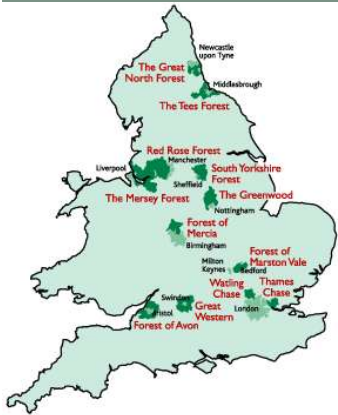 Newcastle
upon Tyne
The Great
North Forest
Middlesbrough
The Tees Forest
Red Rose Forest
Manchester
Liverpool
South Yorkshire
Forest
Sheffield
The Mersey Forest
The Greenwood
Nottingham
Forest of
Mercia
Birmingham
Forest of
Marston Vale
Milton
Keynes
Bedford
Watling
Chase
Thames
Chase
Swindon
Great
Western
London
Bristol
Forest of Avon